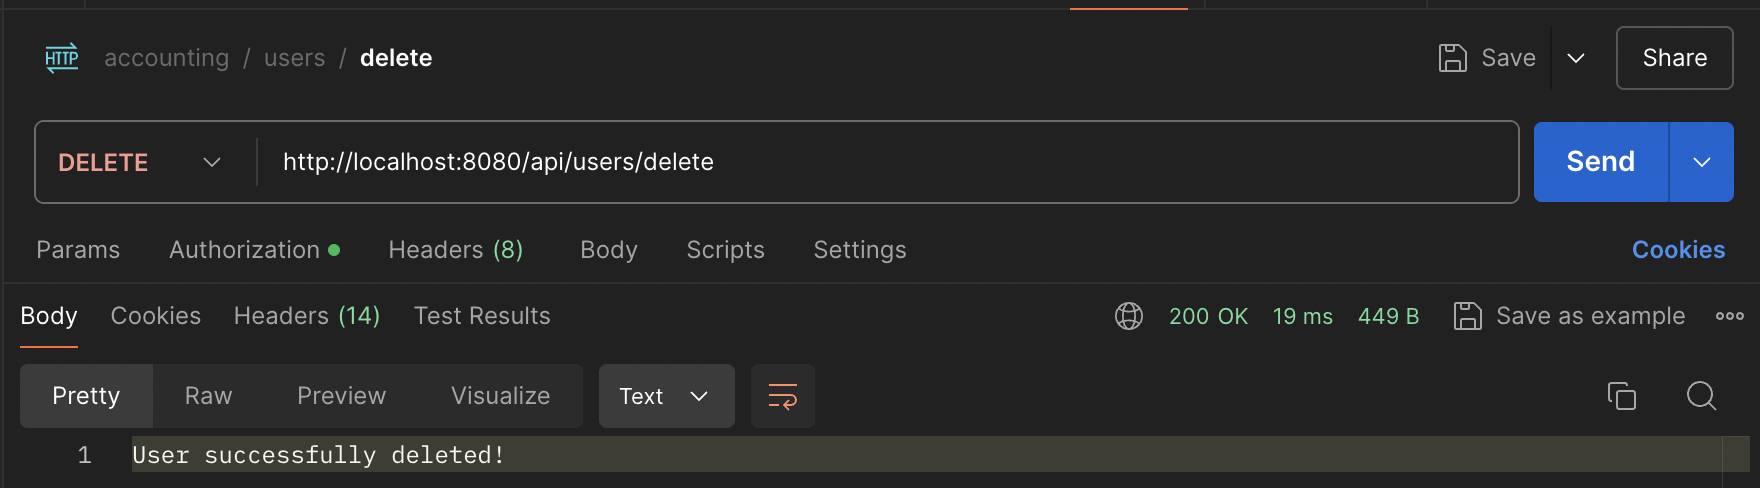 HTTP accounting / users / delete Save Share
DELETE http://localhost:8080/api/users/delete Send
Params Authorization Headers (8) Body Scripts Settings Cookies
Body Cookies Headers (14) Test Results 200 OK 19 ms 449 B Save as example
Pretty Raw Preview Visualize Text
1 User successfully deleted!